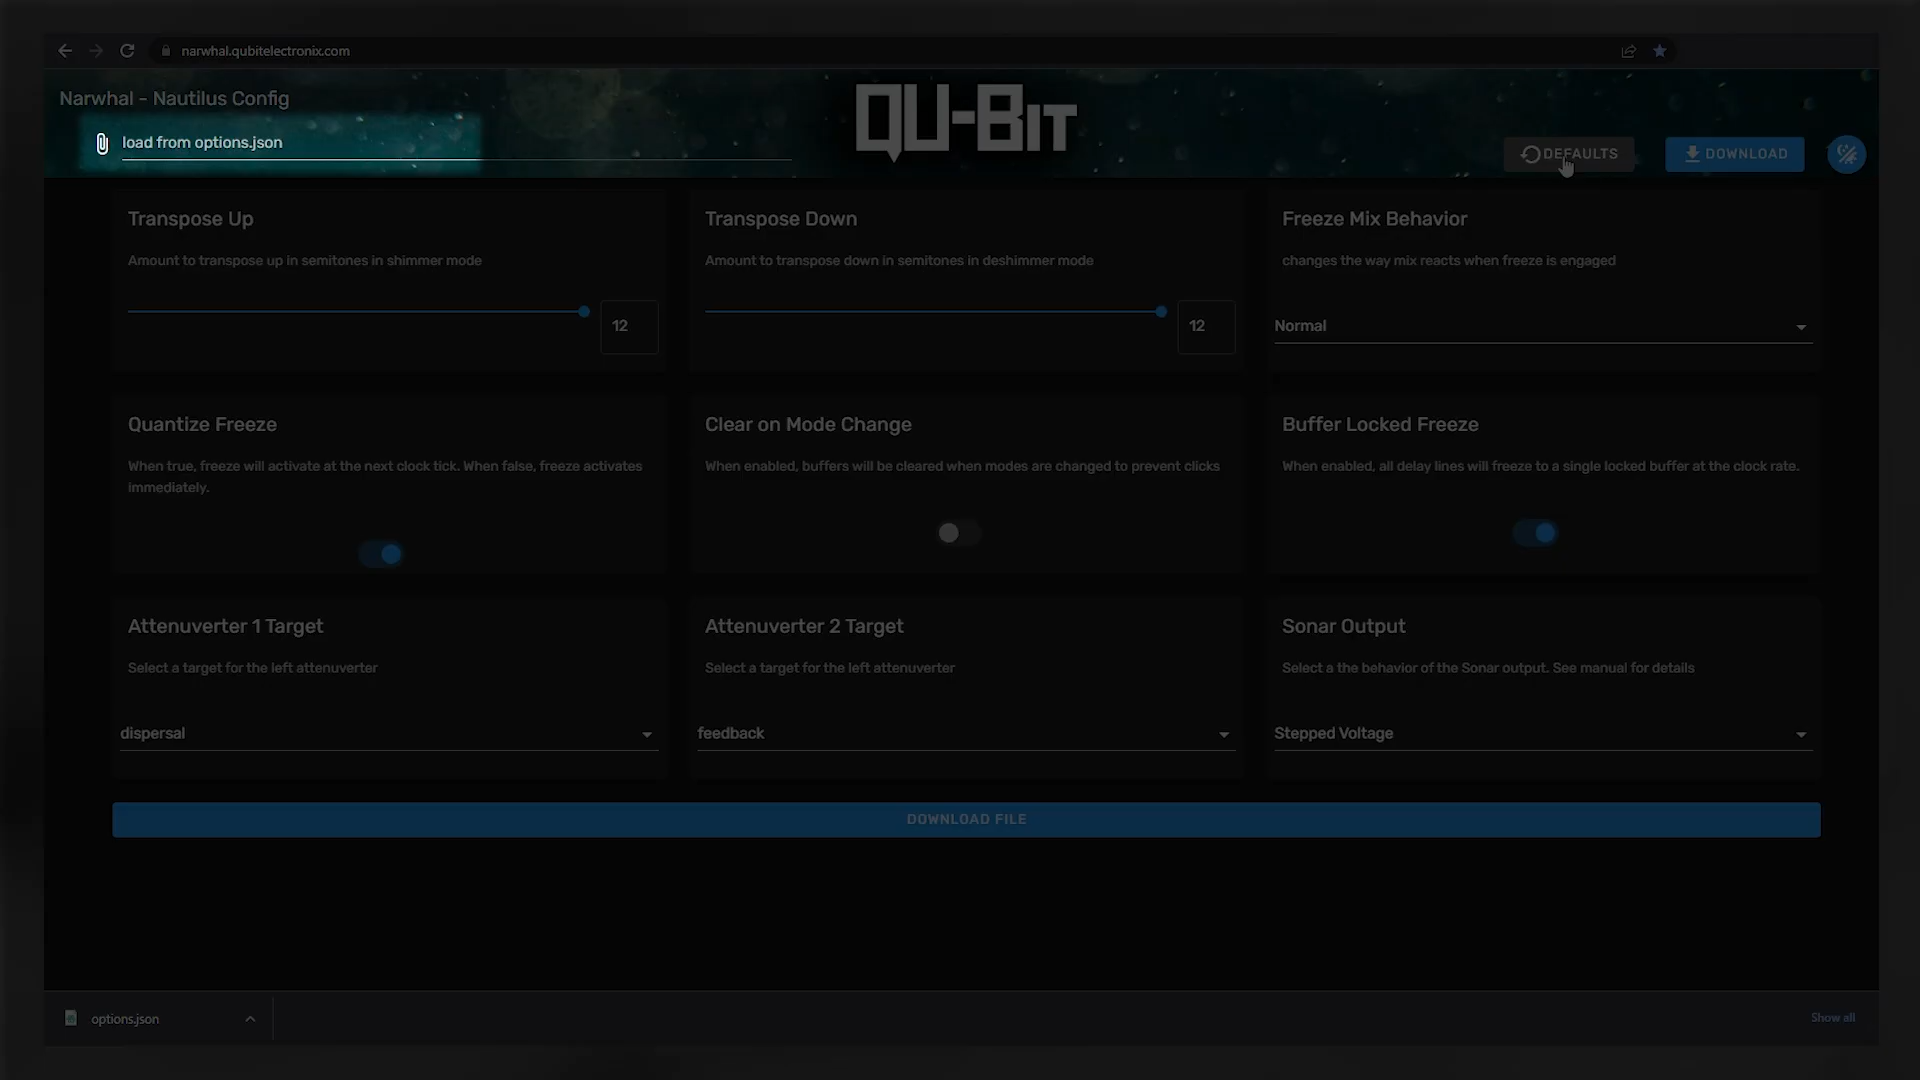 narwhal.qubitelectronix.com
Narwhal - Nautilus Config
QU-BIT
load from options.json
DEFAULTS
DOWNLOAD
Transpose Up
Amount to transpose up in semitones in shimmer mode
12
Transpose Down
Amount to transpose down in semitones in deshimmer mode
12
Freeze Mix Behavior
changes the way mix reacts when freeze is engaged
Normal
Quantize Freeze
When true, freeze will activate at the next clock tick. When false, freeze activates
immediately.
Clear on Mode Change
When enabled, buffers will be cleared when modes are changed to prevent clicks
Buffer Locked Freeze
When enabled, all delay lines will freeze to a single locked buffer at the clock rate.
Attenuverter 1 Target
Select a target for the left attenuverter
dispersal
Attenuverter 2 Target
Select a target for the left attenuverter
feedback
Sonar Output
Select a the behavior of the Sonar output. See manual for details
Stepped Voltage
DOWNLOAD FILE
options.json
Show all